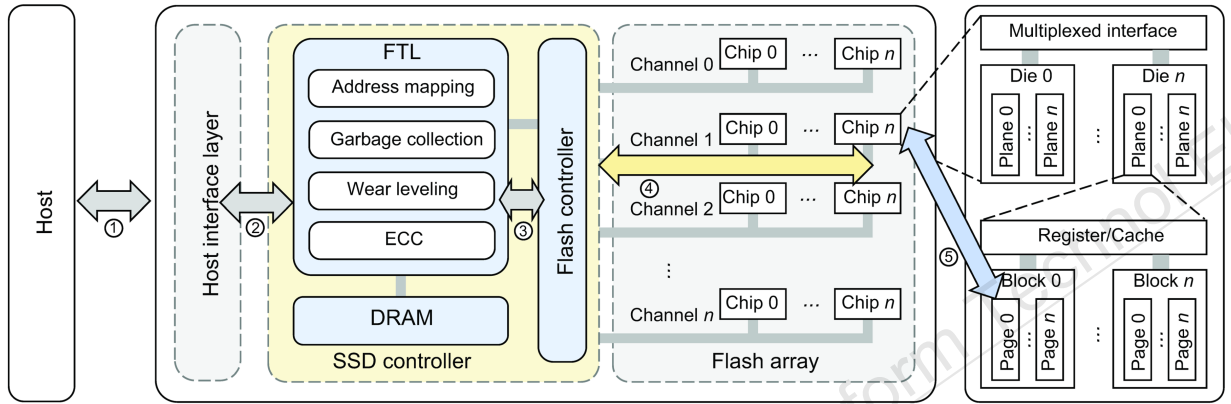 Host
①
Host interface layer
②
FTL
Address mapping
Garbage collection
Wear leveling
ECC
DRAM
SSD controller
③
Flash controller
Channel 0
Chip 0
...
Chip n
Channel 1
Chip 0
...
Chip n
④
Channel 2
Chip 0
...
Chip n
⋮
Channel n
Chip 0
...
Chip n
Flash array
⑤
Multiplexed interface
Die 0
Plane 0
...
Plane n
...
Die n
Plane 0
...
Plane n
Register/Cache
Block 0
Page 0
...
Page n
...
Block n
Page 0
...
Page n